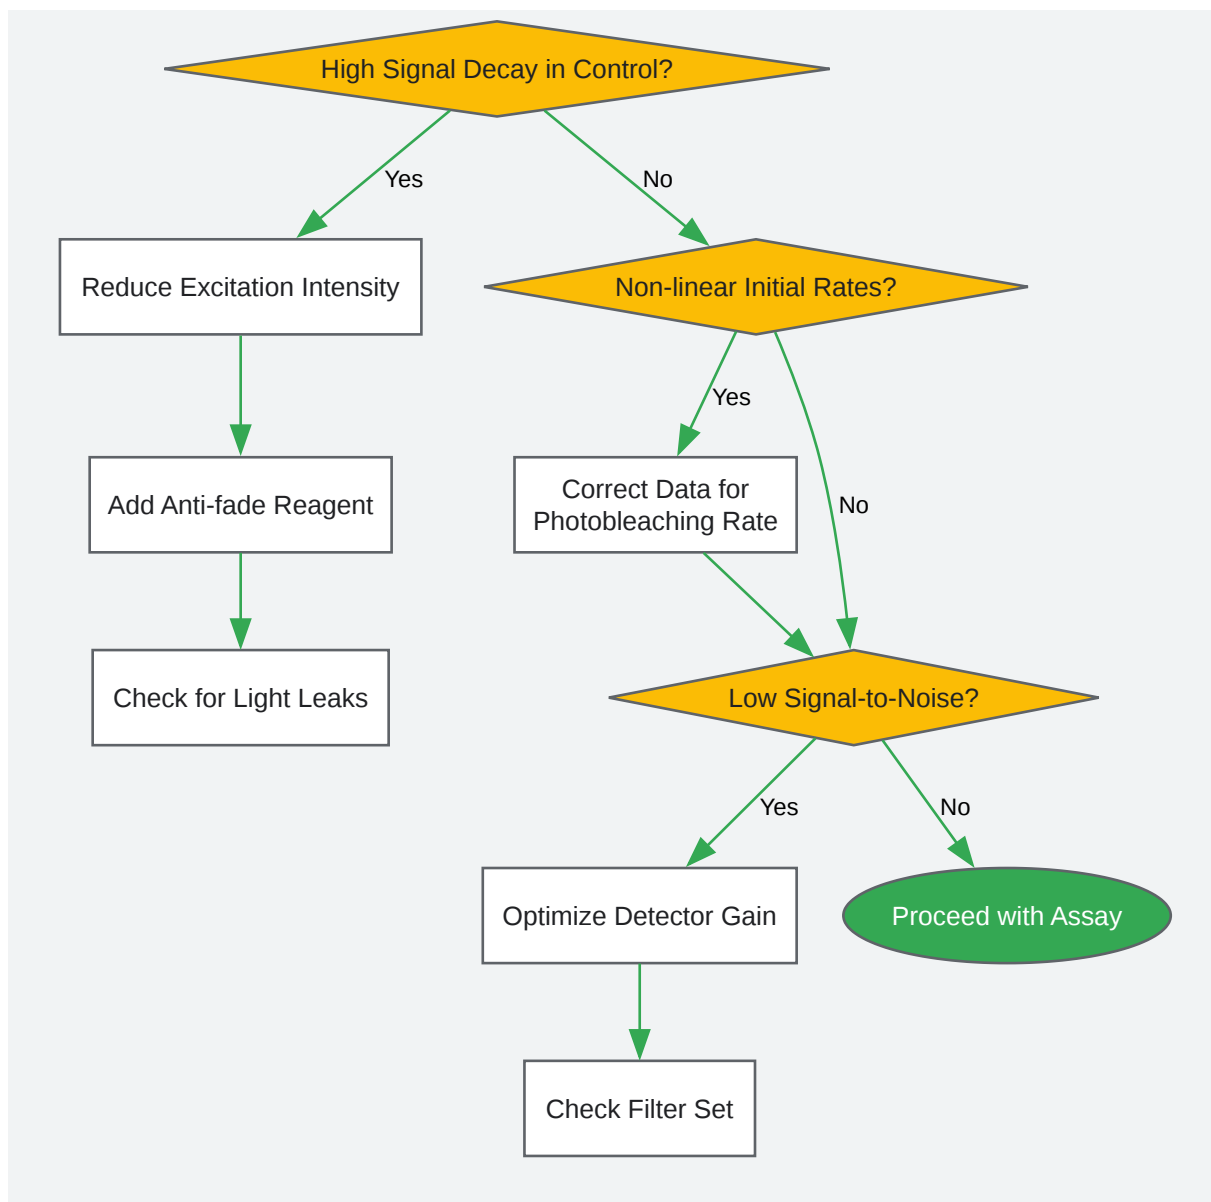 High Signal Decay in Control?
Yes
No
Reduce Excitation Intensity
Non-linear Initial Rates?
Yes
Add Anti-fade Reagent
Correct Data for
Photobleaching Rate
No
Check for Light Leaks
Low Signal-to-Noise?
Yes
No
Optimize Detector Gain
Proceed with Assay
Check Filter Set